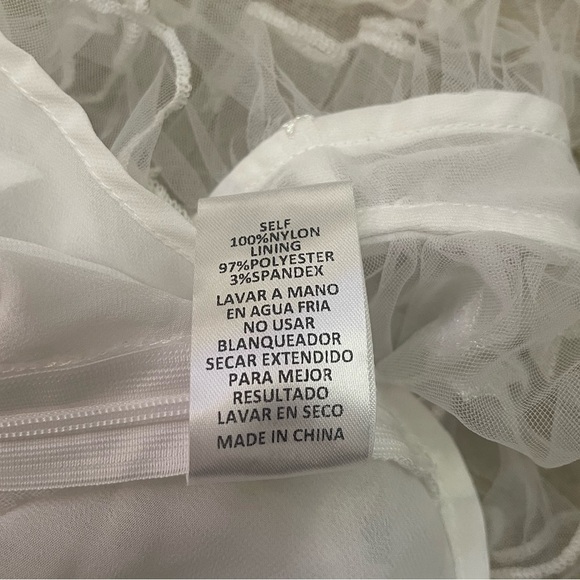 SELF
100%NYLON
LINING
97%POLYESTER
3%SPANDEX
LAVAR A MANO
EN AGUA FRIA
NO USAR
BLANQUEADOR
SECAR EXTENDIDO
PARA MEJOR
RESULTADO
LAVAR EN SECO
MADE IN CHINA